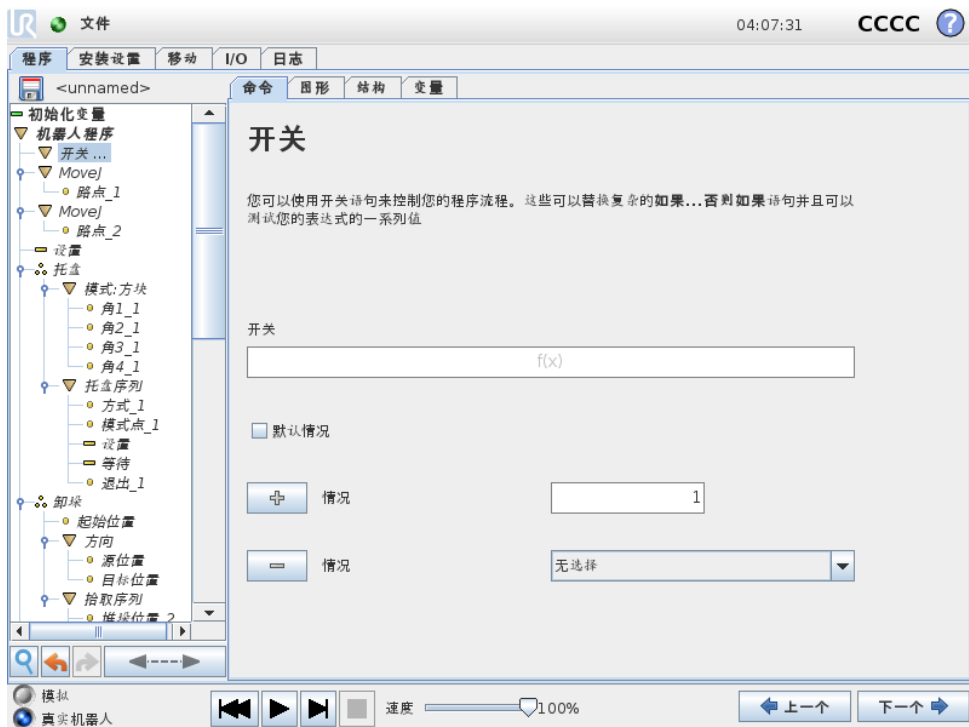 UR 文件 04:07:31 CCCC ?
程序 安装设置 移动 I/O 日志
<unnamed>
命令 图形 结构 变量
初始化变量
机器人程序
开关 ...
MoveJ
路点_1
MoveJ
路点_2
设置
托盘
模式:方块
角1_1
角2_1
角3_1
角4_1
托盘序列
方式_1
模式点_1
设置
等待
退出_1
卸垛
起始位置
方向
源位置
目标位置
拾取序列
堆垛位置_2
开关
您可以使用开关语句来控制您的程序流程。这些可以替换复杂的如果...否则如果语句并且可以
测试您的表达式的一系列值
开关
f(x)
默认情况
情况 1
情况 无选择
模拟
真实机器人
速度 100%
上一个 下一个